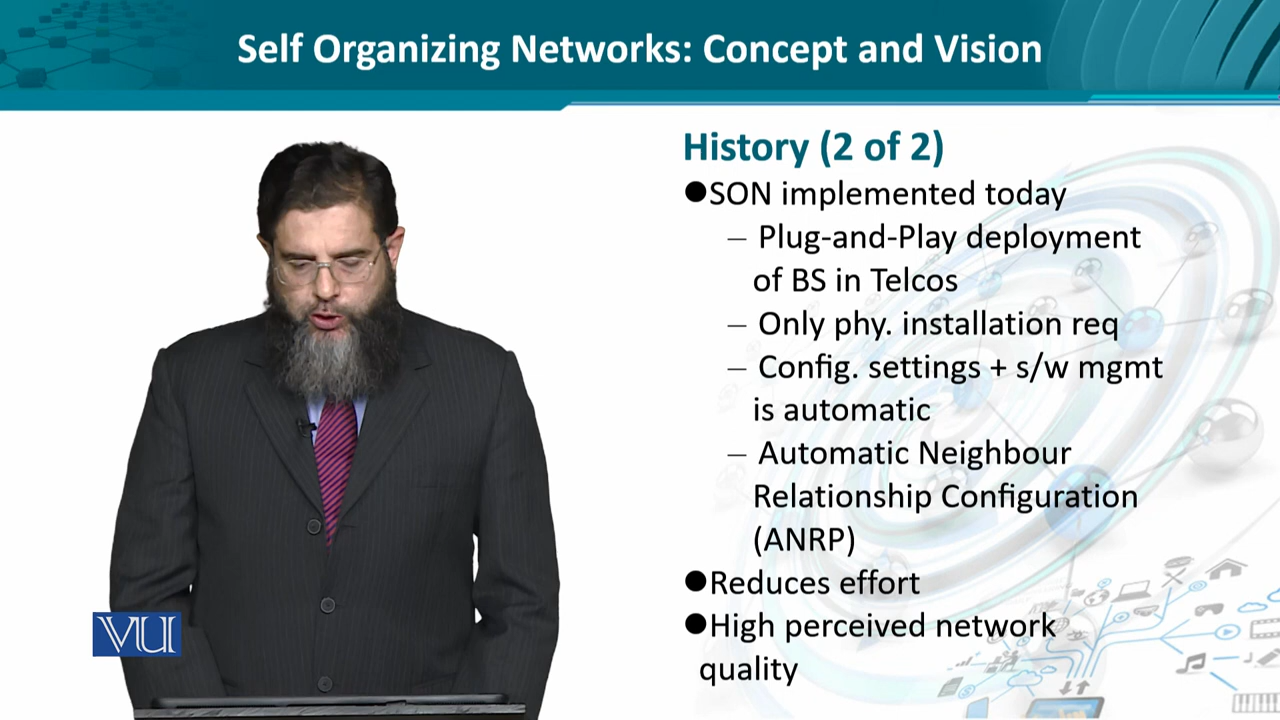 Self Organizing Networks: Concept and Vision
History (2 of 2)
●SON implemented today
– Plug-and-Play deployment
of BS in Telcos
– Only phy. installation req
– Config. settings + s/w mgmt
is automatic
– Automatic Neighbour
Relationship Configuration
(ANRP)
●Reduces effort
●High perceived network
quality
VU